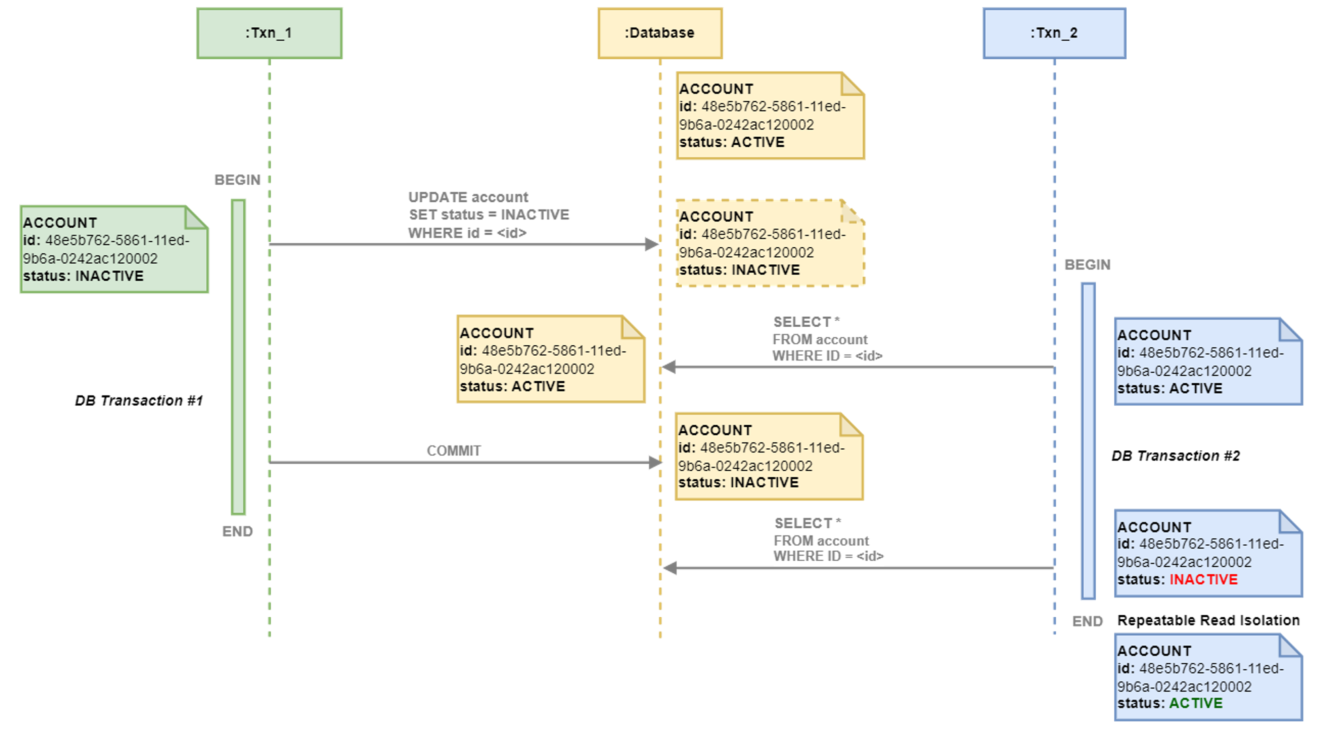 :Txn_1
:Database
:Txn_2
ACCOUNT
id: 48e5b762-5861-11ed-
9b6a-0242ac120002
status: ACTIVE
BEGIN
UPDATE account
SET status = INACTIVE
WHERE id = <id>
ACCOUNT
id: 48e5b762-5861-11ed-
9b6a-0242ac120002
status: INACTIVE
ACCOUNT
id: 48e5b762-5861-11ed-
9b6a-0242ac120002
status: INACTIVE
BEGIN
ACCOUNT
id: 48e5b762-5861-11ed-
9b6a-0242ac120002
status: ACTIVE
SELECT *
FROM account
WHERE ID = <id>
ACCOUNT
id: 48e5b762-5861-11ed-
9b6a-0242ac120002
status: ACTIVE
DB Transaction #1
COMMIT
ACCOUNT
id: 48e5b762-5861-11ed-
9b6a-0242ac120002
status: INACTIVE
DB Transaction #2
END
SELECT *
FROM account
WHERE ID = <id>
ACCOUNT
id: 48e5b762-5861-11ed-
9b6a-0242ac120002
status: INACTIVE
END
Repeatable Read Isolation
ACCOUNT
id: 48e5b762-5861-11ed-
9b6a-0242ac120002
status: ACTIVE